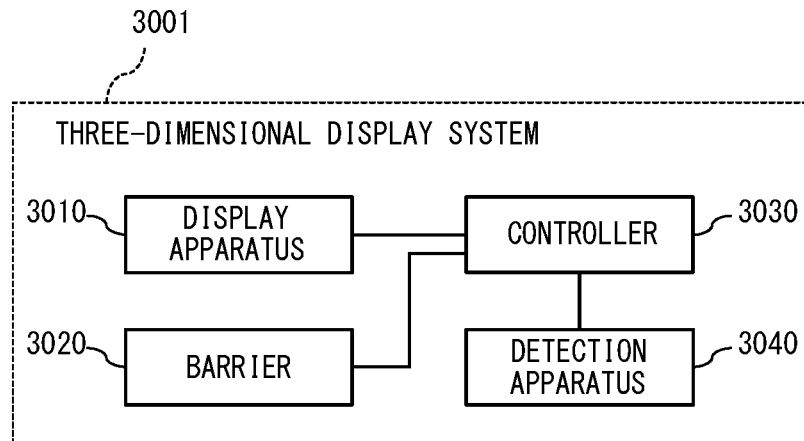 3001
THREE-DIMENSIONAL DISPLAY SYSTEM
3010
DISPLAY
APPARATUS
CONTROLLER
3030
3020
BARRIER
DETECTION
APPARATUS
3040